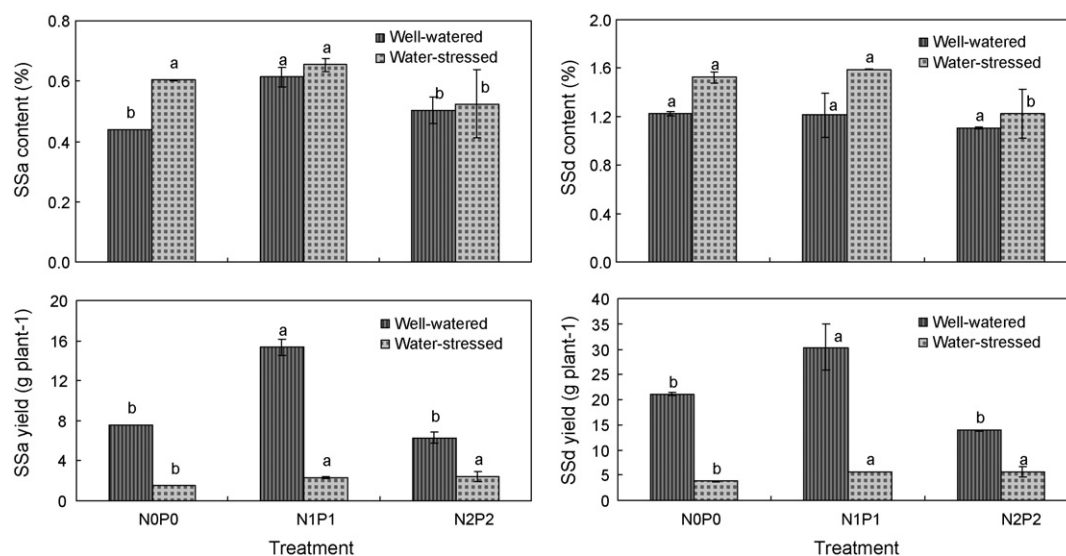 SSa content (%)
0.8
0.6
0.4
0.2
0.0
Well-watered
Water-stressed
b
a
a
a
b
b
SSd content (%)
2.0
1.6
1.2
0.8
0.4
0.0
Well-watered
Water-stressed
a
a
a
a
a
b
SSa yield (g plant-1)
20
16
12
8
4
0
Well-watered
Water-stressed
b
b
a
a
b
a
N0P0
N1P1
N2P2
Treatment
SSd yield (g plant-1)
40
35
30
25
20
15
10
5
0
Well-watered
Water-stressed
b
b
a
a
b
a
N0P0
N1P1
N2P2
Treatment